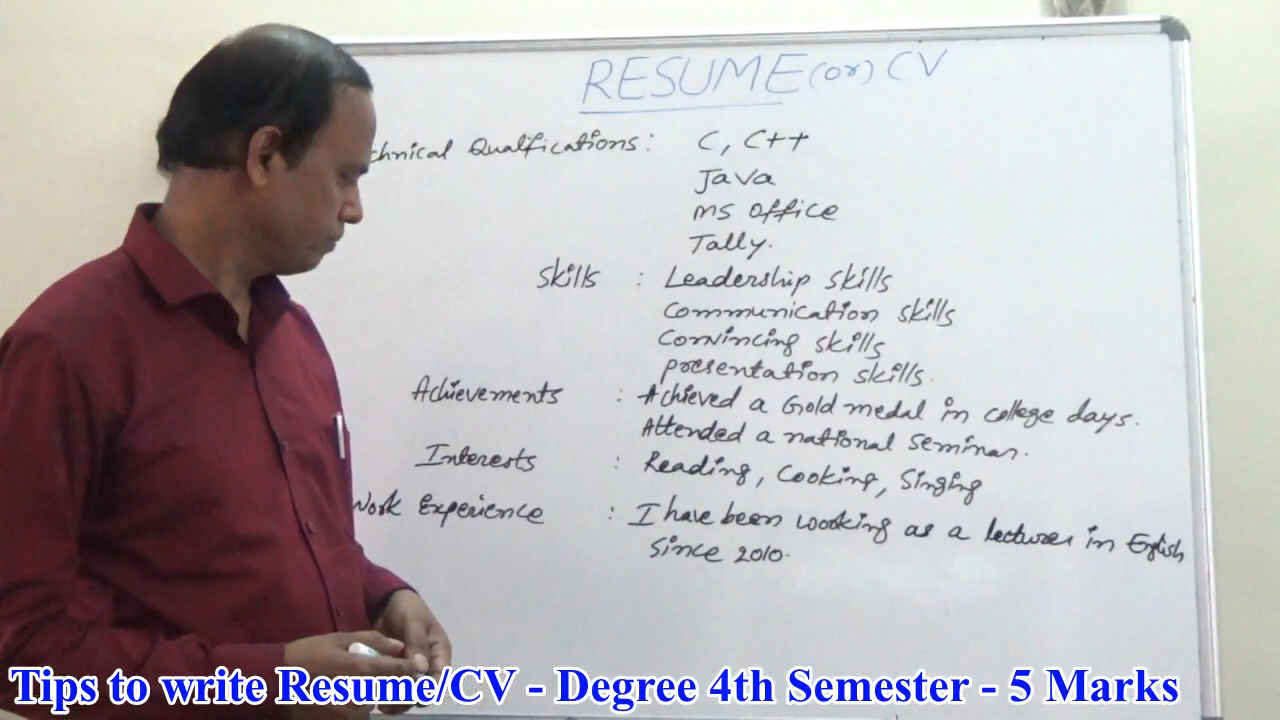 RESUME (or) CV
chnical Qualifications : C, C++
Java
MS Office
Tally.
Skills : Leadership skills
Communication skills
Convincing skills
presentation skills.
Achievements : Achieved a Gold medal in college days.
Attended a national seminar.
Interests : Reading, Cooking, Singing
Work Experience : I have been working as a lecturer in English
Since 2010.
Tips to write Resume/CV - Degree 4th Semester - 5 Marks